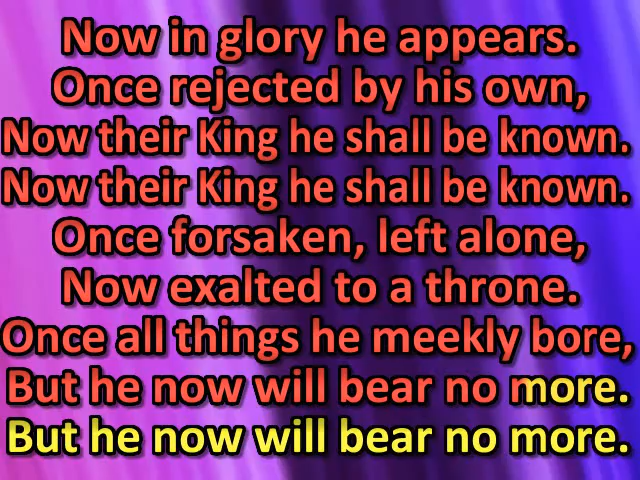 Now in glory he appears.
Once rejected by his own,
Now their King he shall be known.
Now their King he shall be known.
Once forsaken, left alone,
Now exalted to a throne.
Once all things he meekly bore,
But he now will bear no more.
But he now will bear no more.